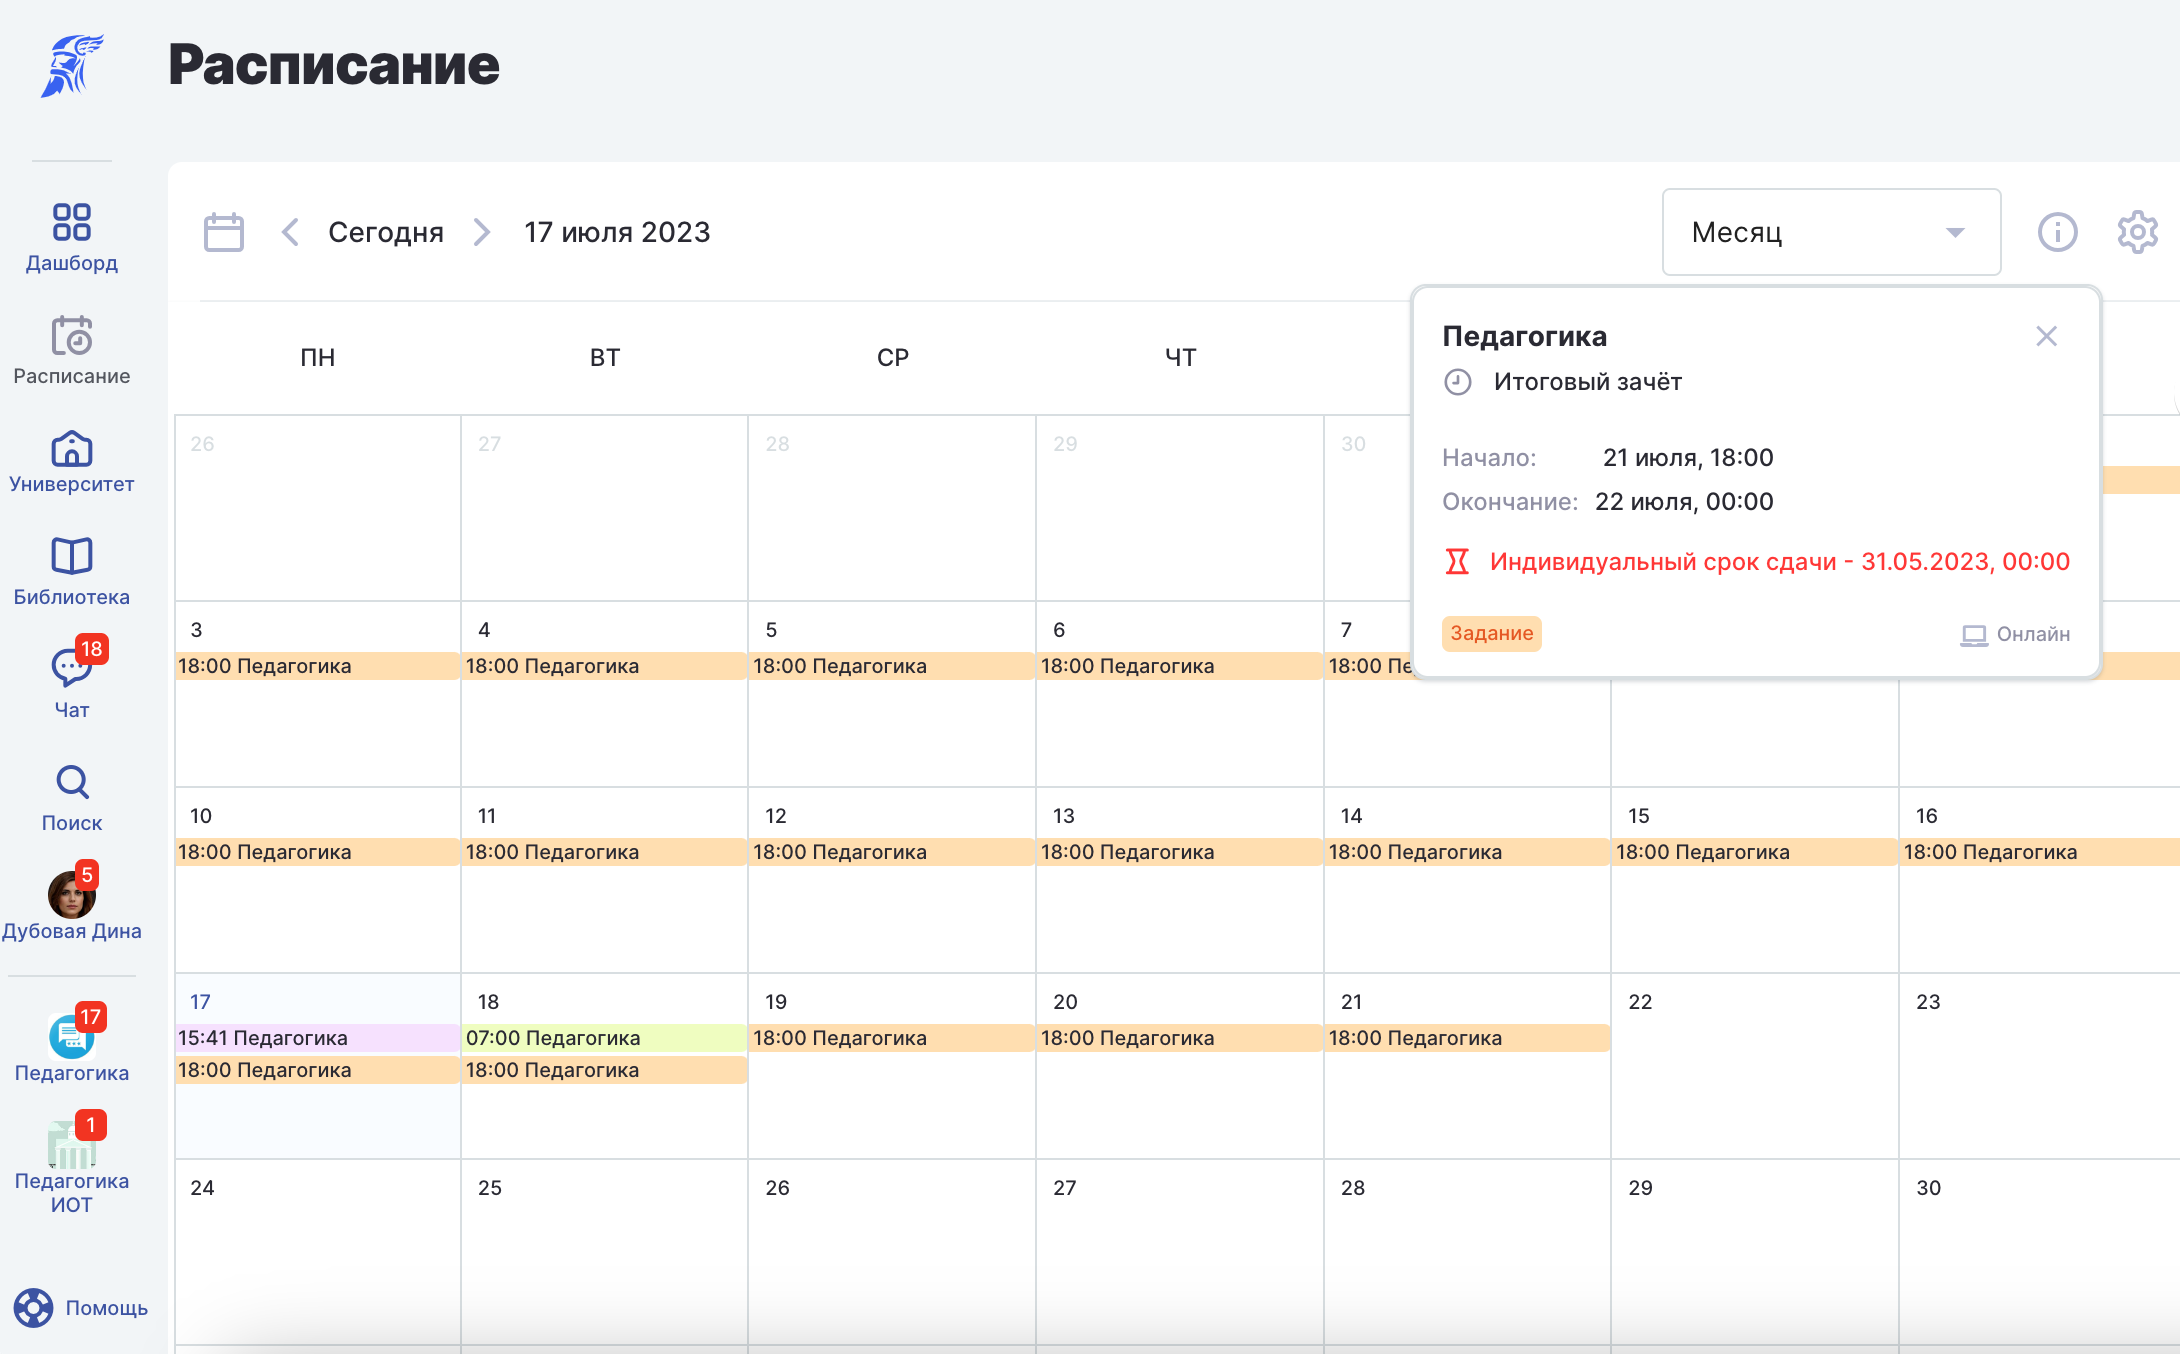 Расписание
Дашборд
Расписание
Университет
Библиотека
18
Чат
Поиск
5
Дубовая Дина
17
Педагогика
1
Педагогика
ИОТ
Помощь
Сегодня
17 июля 2023
Месяц
ПН ВТ СР ЧТ
Педагогика
Итоговый зачёт
Начало: 21 июля, 18:00
Окончание: 22 июля, 00:00
Индивидуальный срок сдачи - 31.05.2023, 00:00
Задание Онлайн
26 27 28 29 30
3 4 5 6 7
18:00 Педагогика 18:00 Педагогика 18:00 Педагогика 18:00 Педагогика 18:00 Пе
10 11 12 13 14 15 16
18:00 Педагогика 18:00 Педагогика 18:00 Педагогика 18:00 Педагогика 18:00 Педагогика 18:00 Педагогика 18:00 Педагогика
17 18 19 20 21 22 23
15:41 Педагогика 07:00 Педагогика 18:00 Педагогика 18:00 Педагогика 18:00 Педагогика
18:00 Педагогика 18:00 Педагогика
24 25 26 27 28 29 30